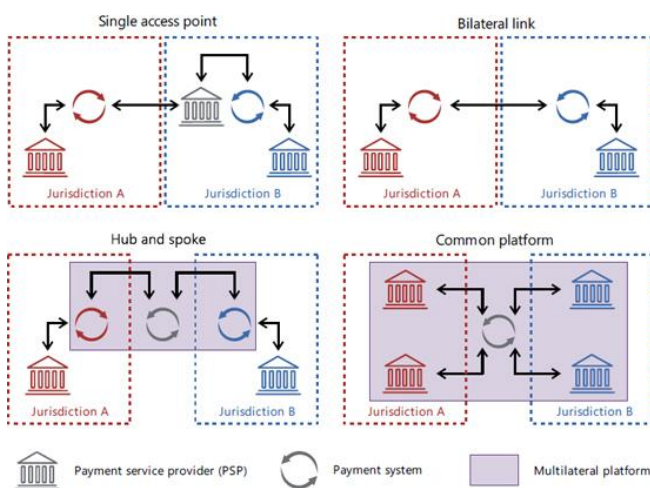 Single access point
Bilateral link
Jurisdiction A
Jurisdiction B
Jurisdiction A
Jurisdiction B
Hub and spoke
Common platform
Jurisdiction A
Jurisdiction B
Jurisdiction A
Jurisdiction B
Payment service provider (PSP)
Payment system
Multilateral platform